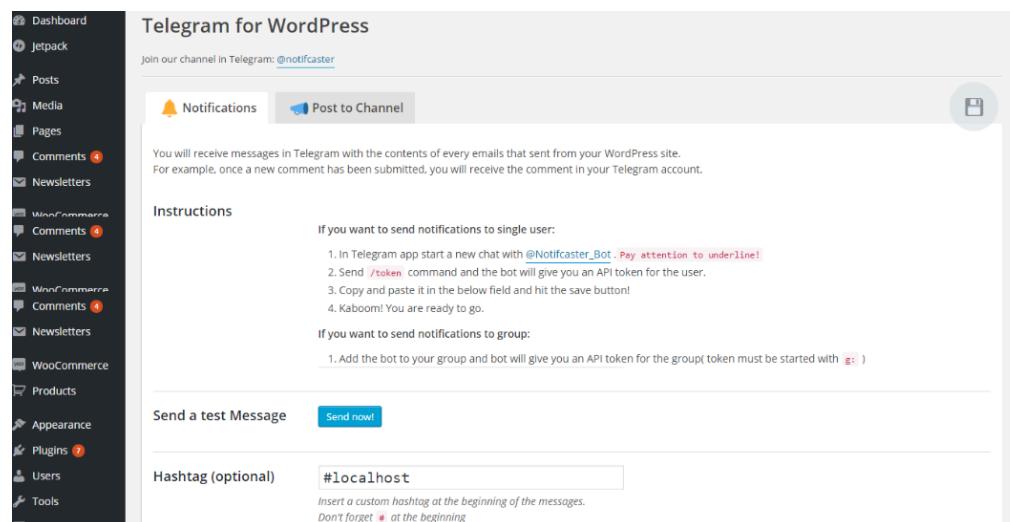 Dashboard
Jetpack
Posts
Media
Pages
Comments 4
Newsletters
WooCommerce
Comments 4
Newsletters
WooCommerce
Comments 4
Newsletters
WooCommerce
Products
Appearance
Plugins 7
Users
Tools
Telegram for WordPress
Join our channel in Telegram: @notifcaster
Notifications
Post to Channel
You will receive messages in Telegram with the contents of every emails that sent from your WordPress site.
For example, once a new comment has been submitted, you will receive the comment in your Telegram account.
Instructions
If you want to send notifications to single user:
1. In Telegram app start a new chat with @Notifcaster_Bot . Pay attention to underline!
2. Send /token command and the bot will give you an API token for the user.
3. Copy and paste it in the below field and hit the save button!
4. Kaboom! You are ready to go.
If you want to send notifications to group:
1. Add the bot to your group and bot will give you an API token for the group( token must be started with g: )
Send a test Message
Send now!
Hashtag (optional)
#localhost
Insert a custom hashtag at the beginning of the messages.
Don't forget # at the beginning